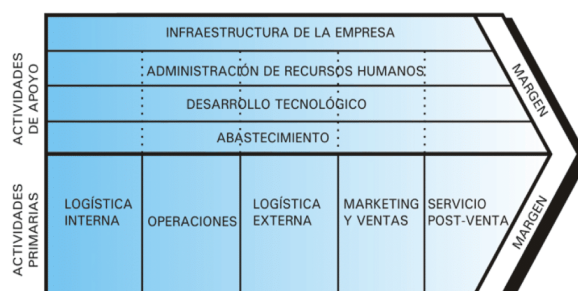 ACTIVIDADES
DE APOYO
INFRAESTRUCTURA DE LA EMPRESA
ADMINISTRACIÓN DE RECURSOS HUMANOS
DESARROLLO TECNOLÓGICO
ABASTECIMIENTO
MARGEN
ACTIVIDADES
PRIMARIAS
LOGÍSTICA
INTERNA
OPERACIONES
LOGÍSTICA
EXTERNA
MARKETING
Y VENTAS
SERVICIO
POST-VENTA
MARGEN